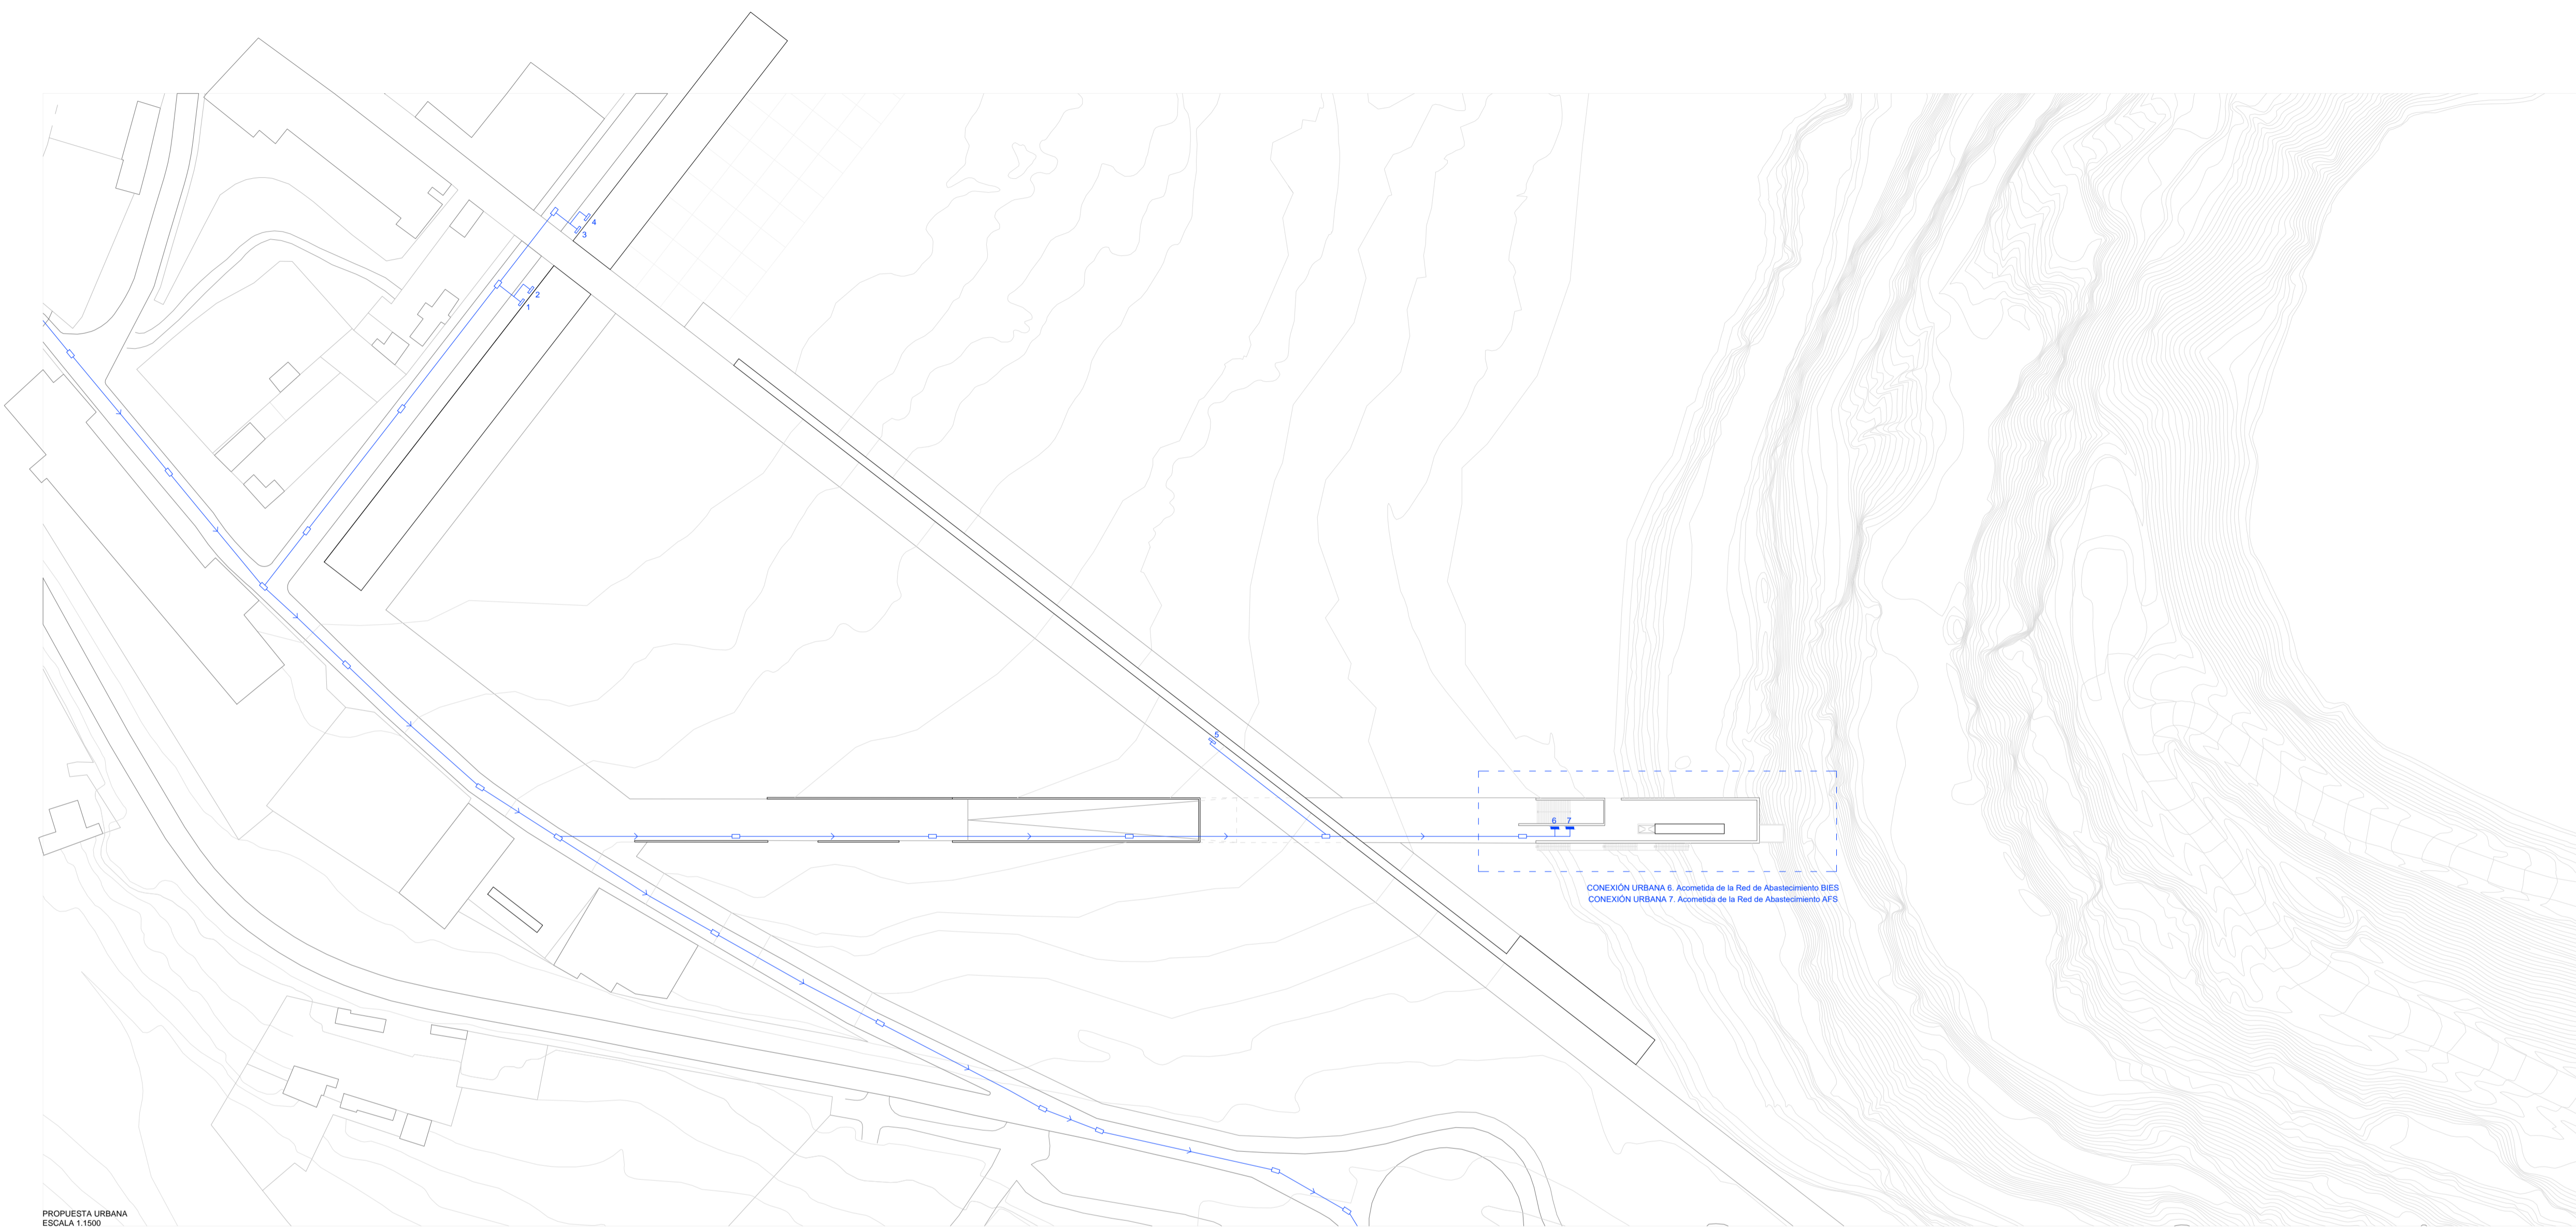 4
3
2
1
5
6 7
CONEXIÓN URBANA 6. Acometida de la Red de Abastecimiento BIES
CONEXIÓN URBANA 7. Acometida de la Red de Abastecimiento AFS
PROPUESTA URBANA
ESCALA 1.1500